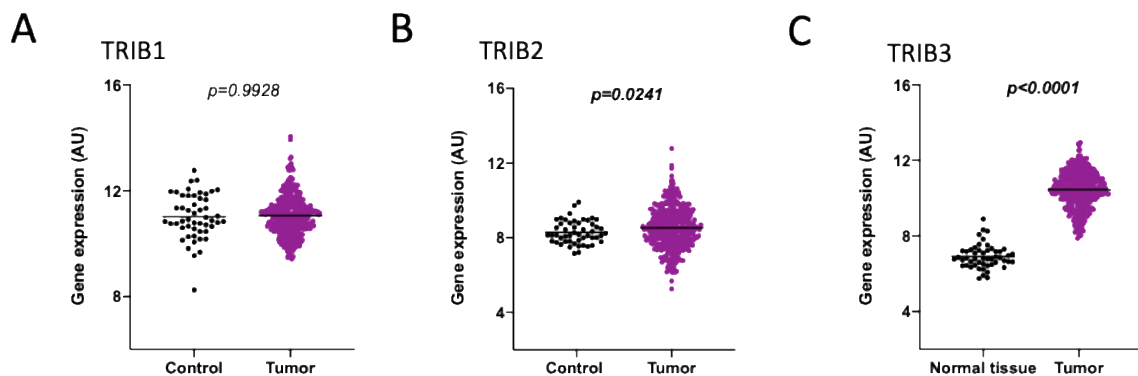 A
TRIB1
p=0.9928
Gene expression (AU)
16
12
8
Control Tumor
B
TRIB2
p=0.0241
Gene expression (AU)
16
12
8
4
Control Tumor
C
TRIB3
p<0.0001
Gene expression (AU)
16
12
8
4
Normal tissue Tumor